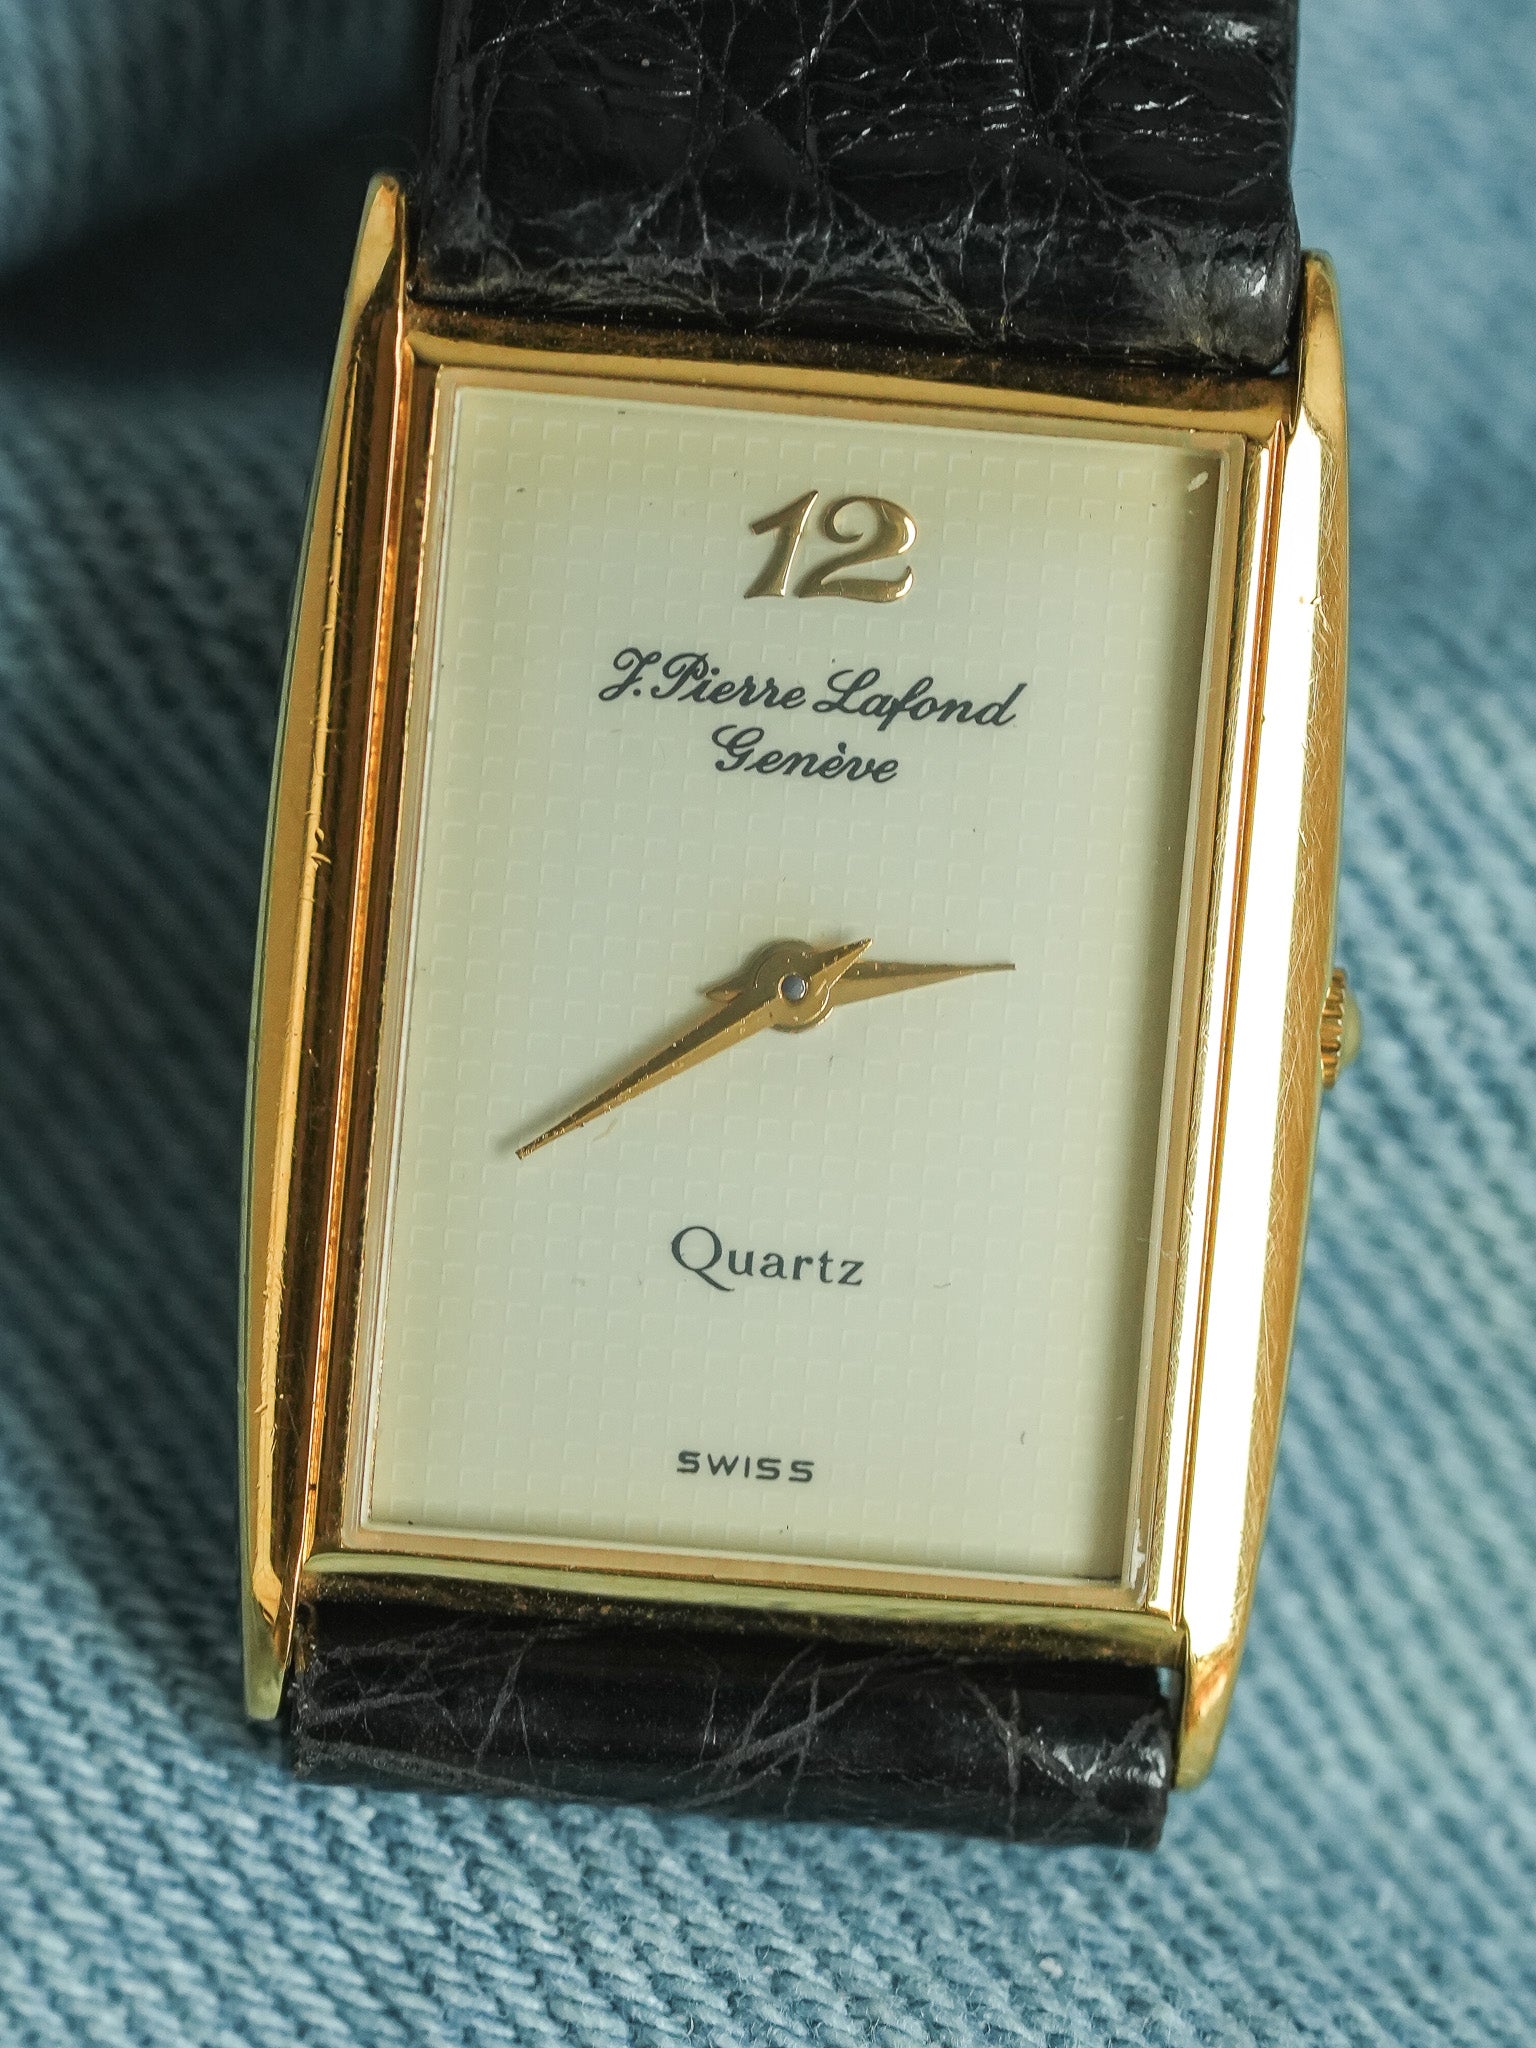 12
J. Pierre Lafond
Genève
Quartz
SWISS